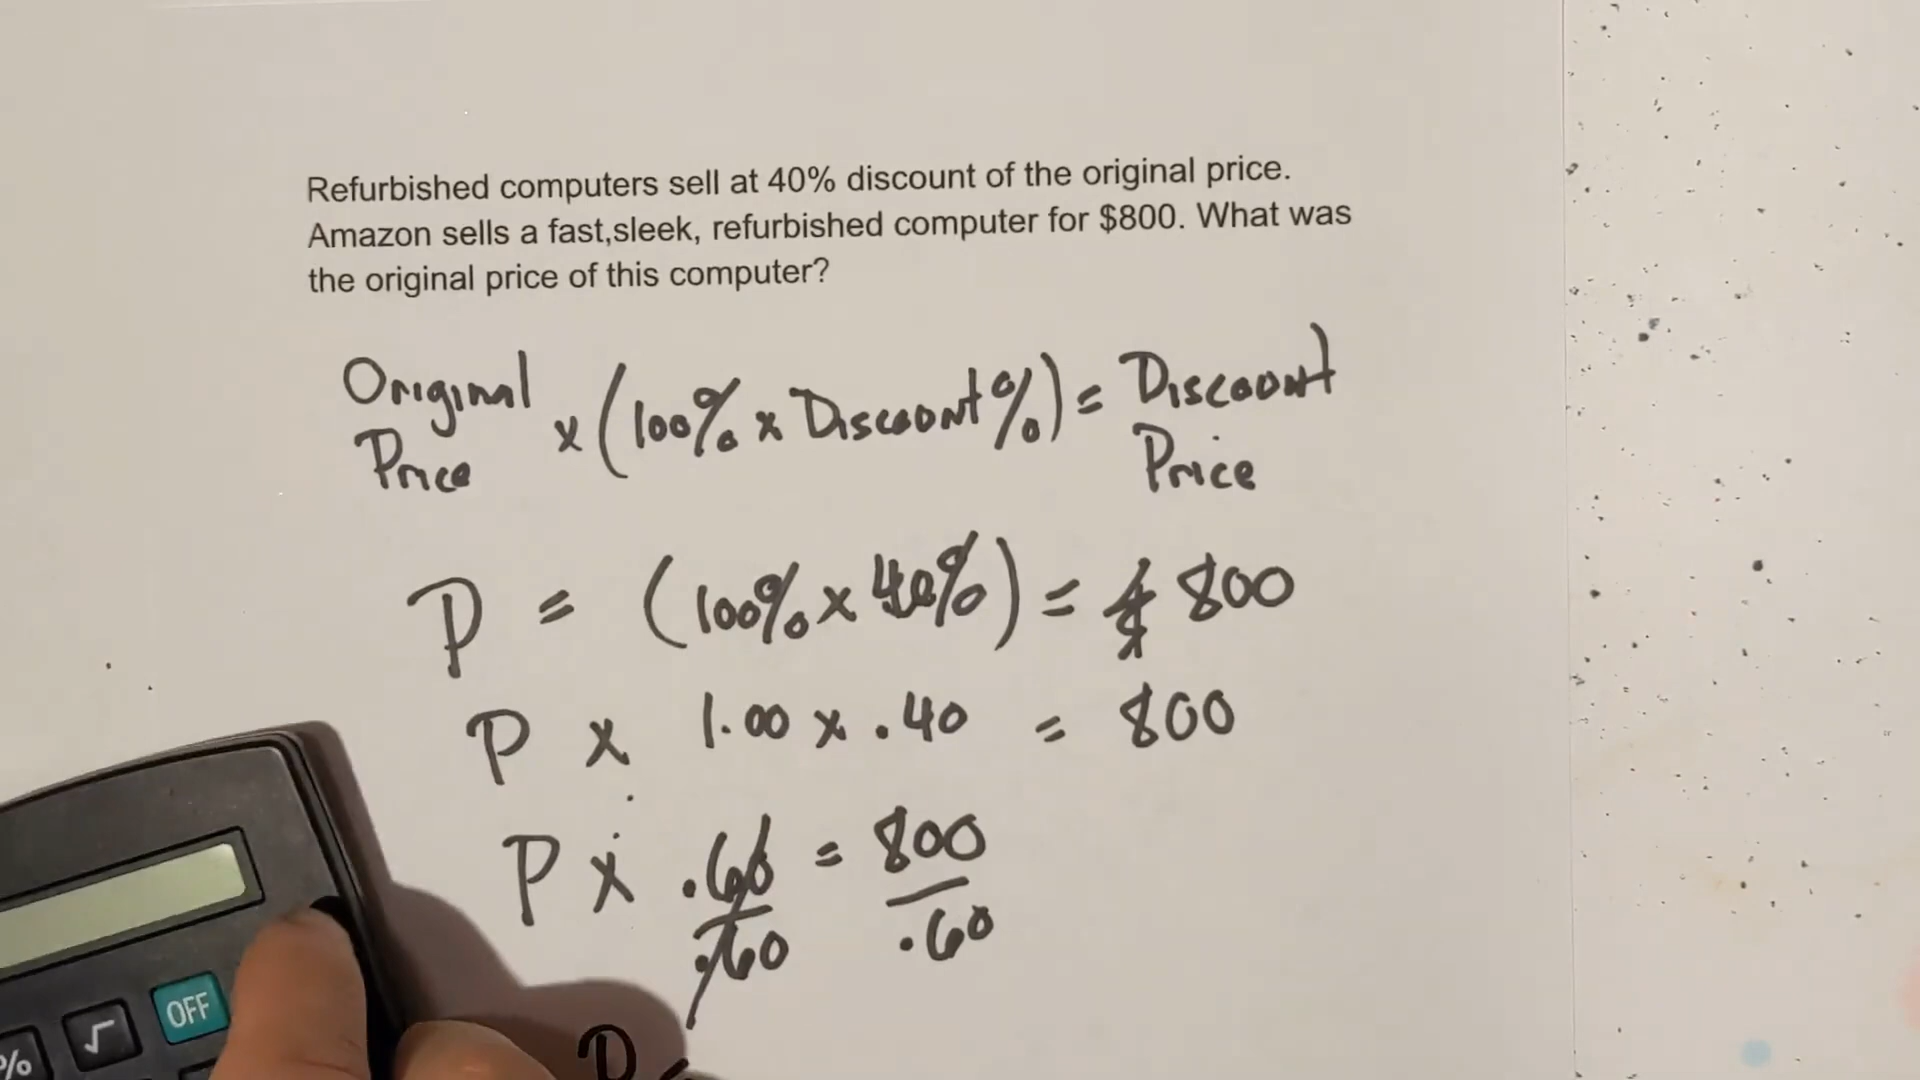 Refurbished computers sell at 40% discount of the original price.
Amazon sells a fast,sleek, refurbished computer for $800. What was
the original price of this computer?
Original Price x (100% x Discount %) = Discount Price
P = (100% x 40%) = $ 800
P x 1.00 x .40 = 800
P x .60 = 800
.60 .60
P
OFF
√
%